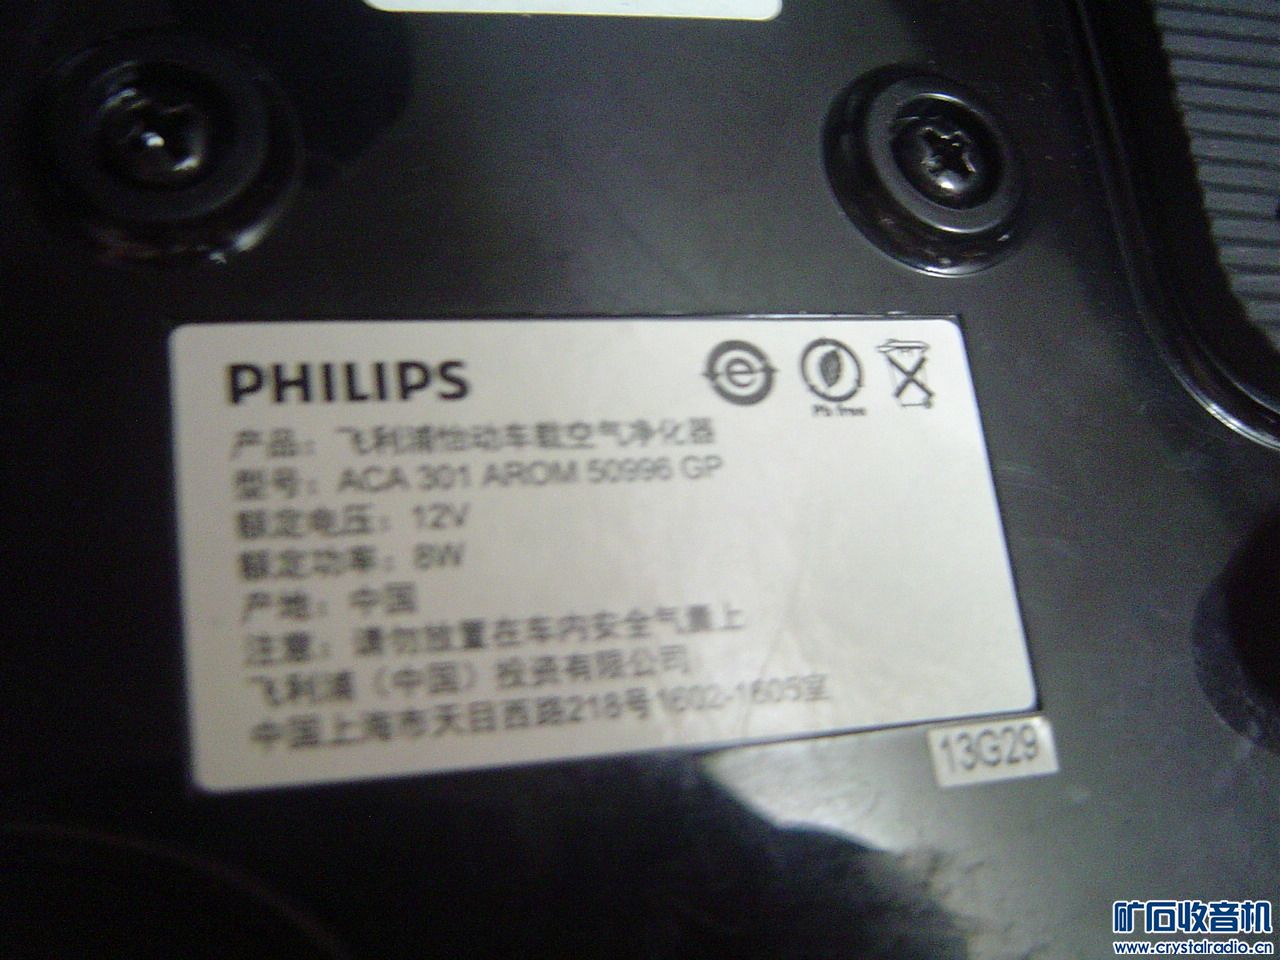 PHILIPS
Pb free
产品：飞利浦怡动车载空气净化器
型号：ACA 301 AROM 50996 GP
额定电压：12V
额定功率：8W
产地：中国
注意：请勿放置在车内安全气囊上
飞利浦（中国）投资有限公司
中国上海市天目西路218号1602-1605室
13G29
矿石收音机
www.crystalradio.cn